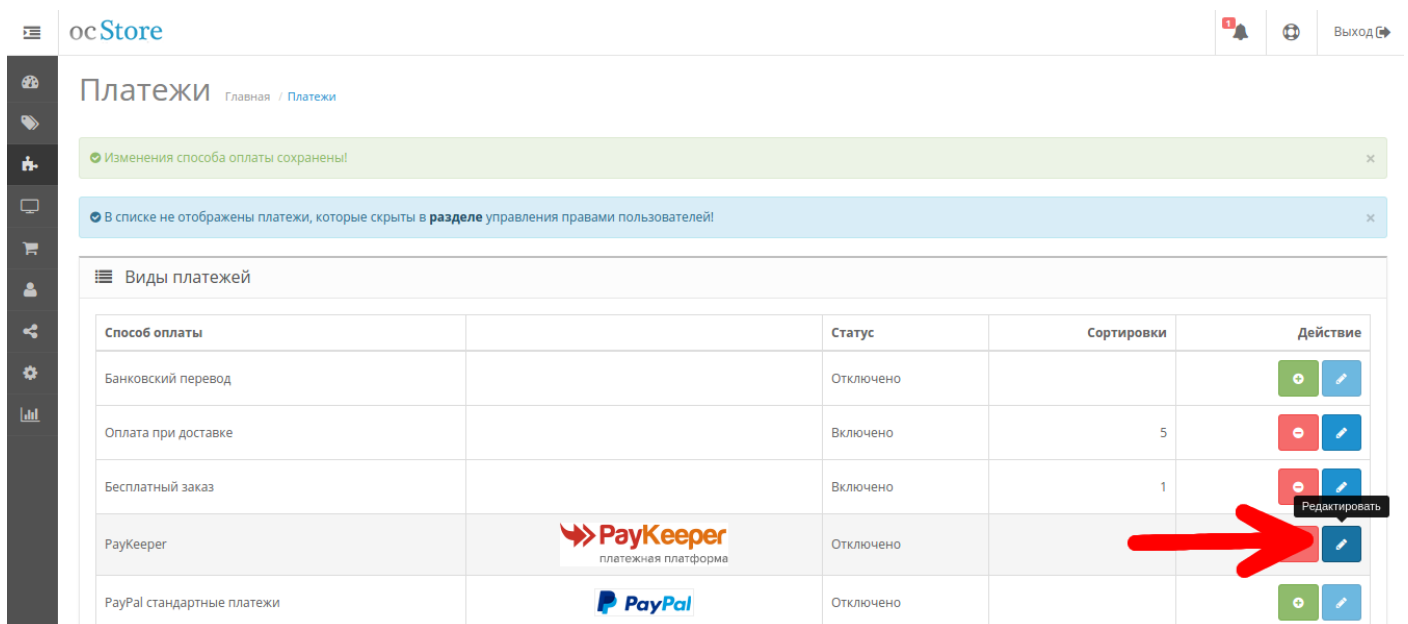 ocStore
1
Выход
Платежи Главная / Платежи
Изменения способа оплаты сохранены! ×
В списке не отображены платежи, которые скрыты в разделе управления правами пользователей! ×
Виды платежей
Способ оплаты Статус Сортировки Действие
Банковский перевод Отключено
Оплата при доставке Включено 5
Бесплатный заказ Включено 1
Редактировать
PayKeeper PayKeeper Отключено
платежная платформа
PayPal стандартные платежи PayPal Отключено